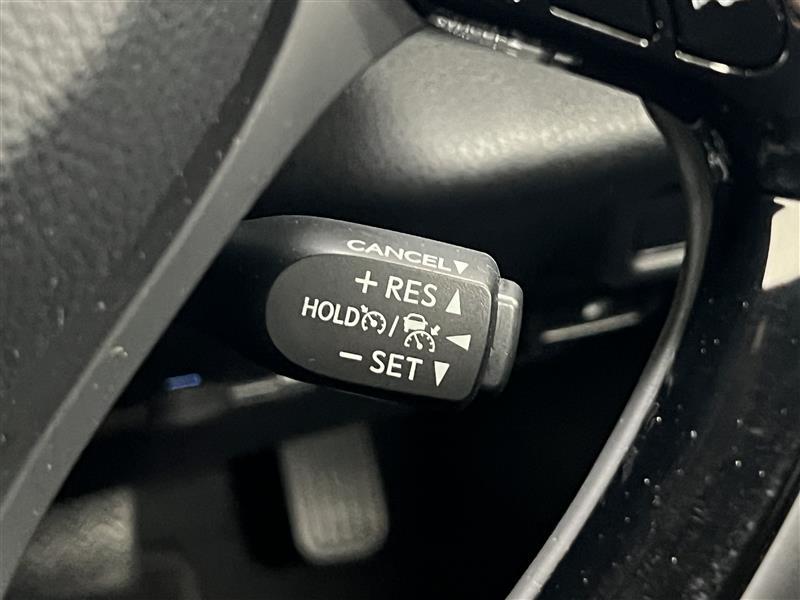 CANCEL▼
+ RES ▲
HOLD / ◀
− SET ▼